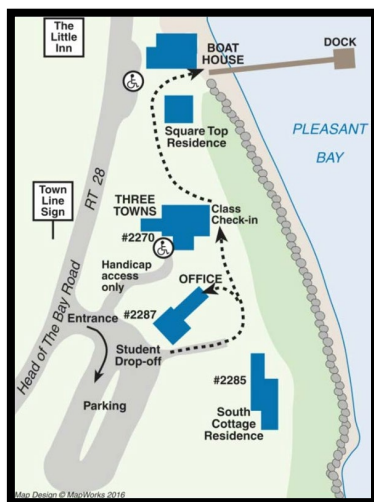 The
Little
Inn
BOAT
HOUSE
DOCK
Square Top
Residence
PLEASANT
BAY
RT 28
Town
Line
Sign
THREE
TOWNS
#2270
Class
Check-in
Handicap
access
only
OFFICE
#2287
Entrance
Head of The Bay Road
Student
Drop-off
Parking
#2285
South
Cottage
Residence
Map Design © MapWorks 2016